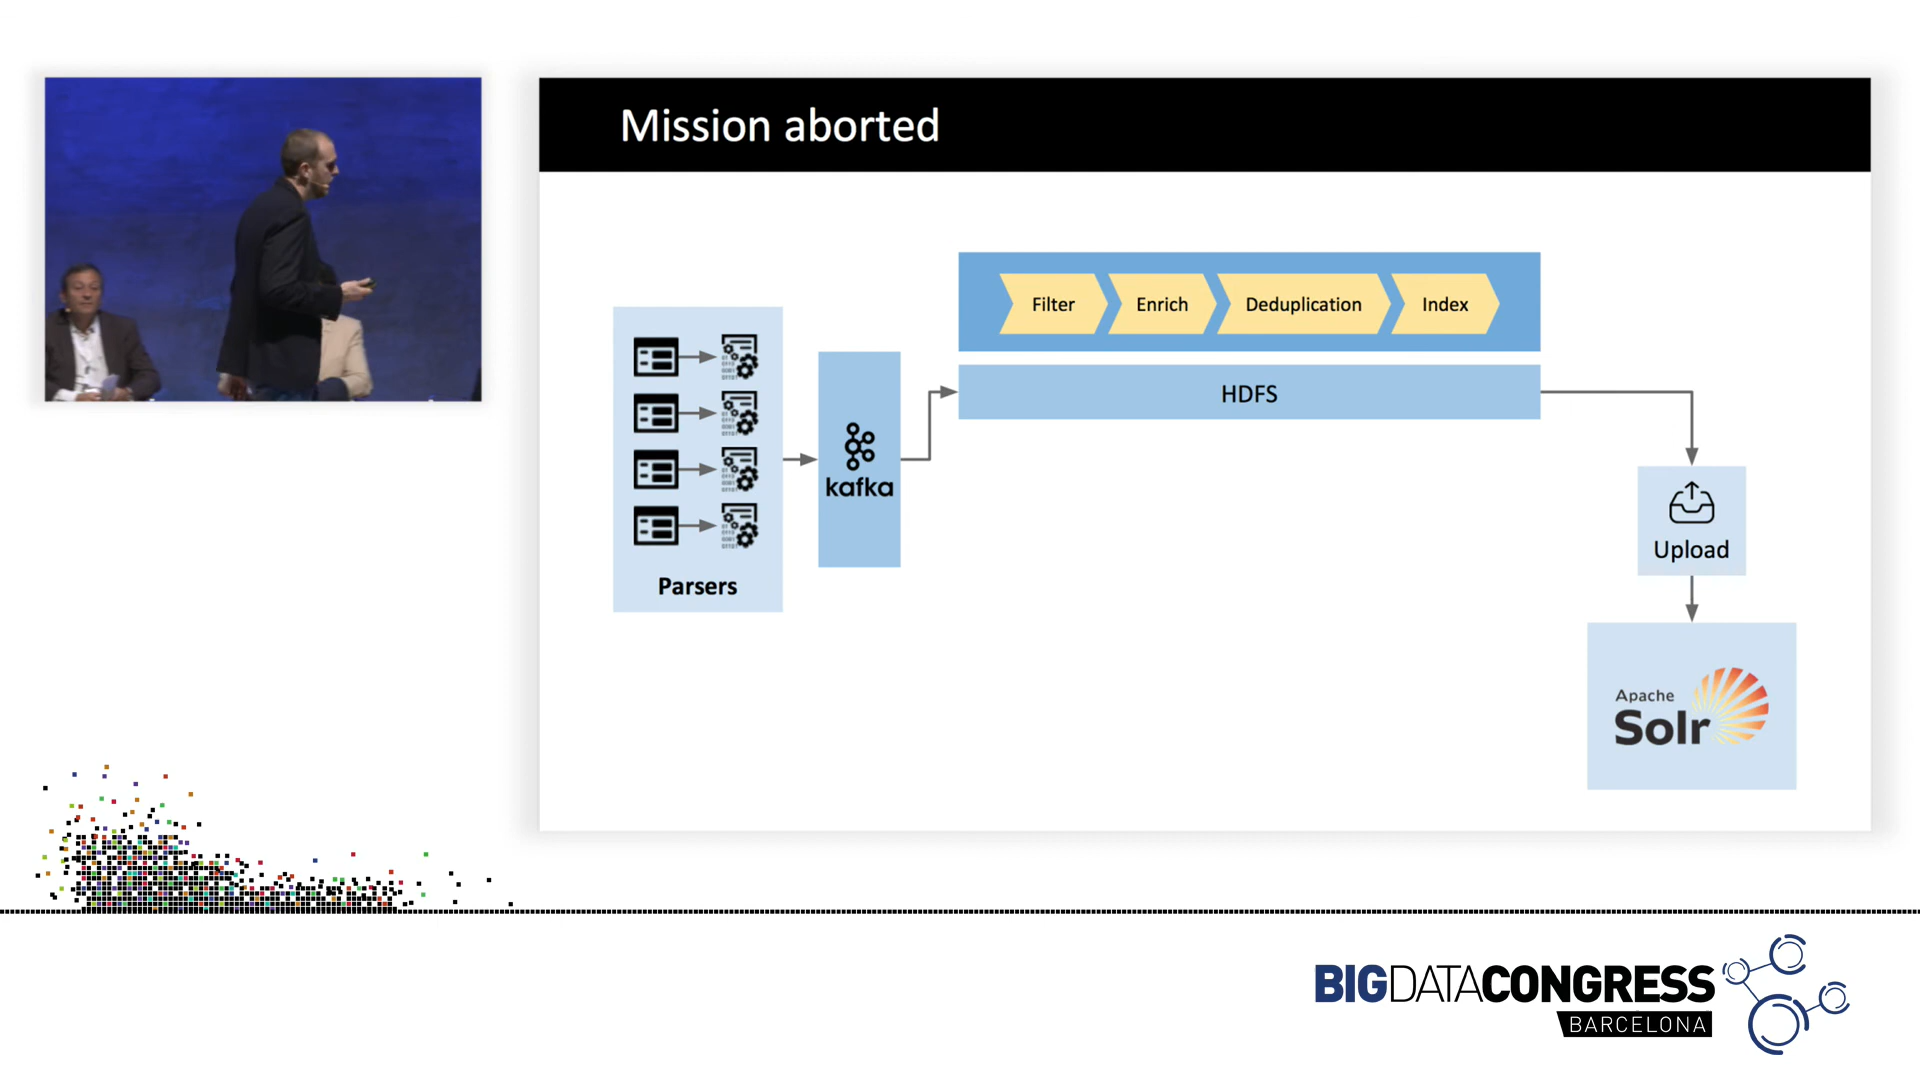 Mission aborted
Filter
Enrich
Deduplication
Index
HDFS
kafka
Parsers
Upload
Apache
Solr
BIGDATACONGRESS
BARCELONA